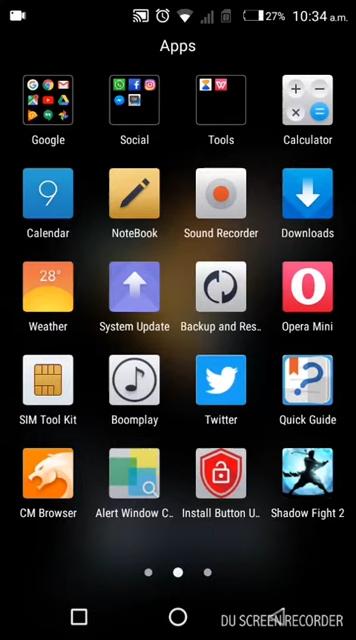 27% 10:34 a.m.
Apps
Google Social Tools Calculator
9
Calendar NoteBook Sound Recorder Downloads
28°
Weather System Update Backup and Res.. Opera Mini
SIM Tool Kit Boomplay Twitter Quick Guide
CM Browser Alert Window C.. Install Button U.. Shadow Fight 2
DU SCREEN RECORDER